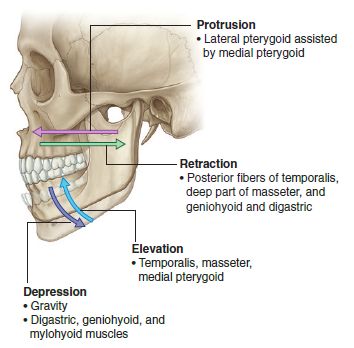 Protrusion
• Lateral pterygoid assisted
by medial pterygoid
Retraction
• Posterior fibers of temporalis,
deep part of masseter, and
geniohyoid and digastric
Elevation
• Temporalis, masseter,
medial pterygoid
Depression
• Gravity
• Digastric, geniohyoid, and
mylohyoid muscles